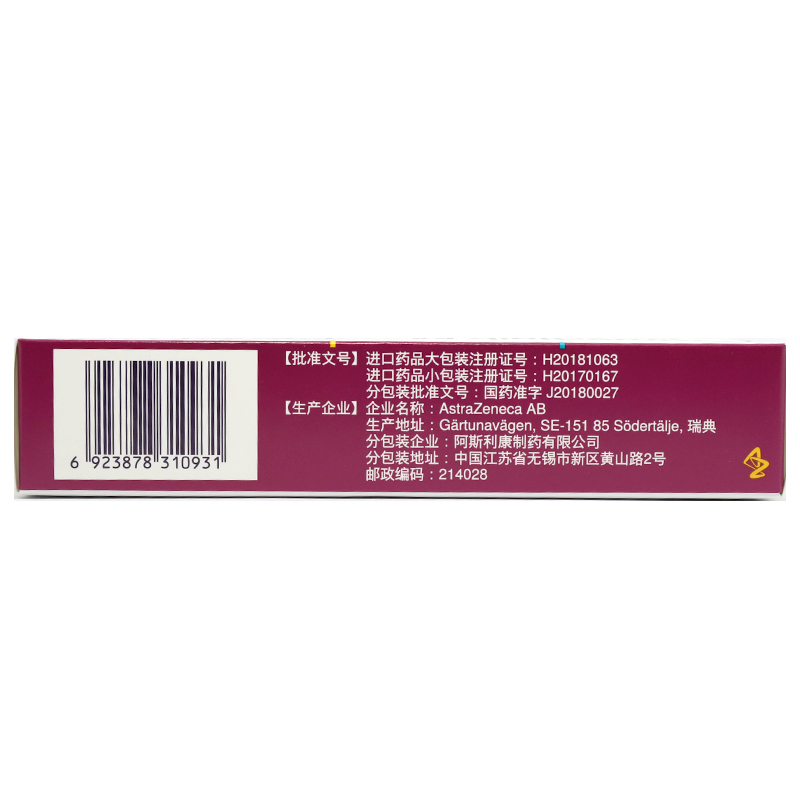 【批准文号】进口药品大包装注册证号：H20181063
进口药品小包装注册证号：H20170167
分包装批准文号：国药准字 J20180027
【生产企业】企业名称：AstraZeneca AB
生产地址：Gärtunavägen, SE-151 85 Södertälje, 瑞典
分包装企业：阿斯利康制药有限公司
分包装地址：中国江苏省无锡市新区黄山路2号
邮政编码：214028
6 923878 310931